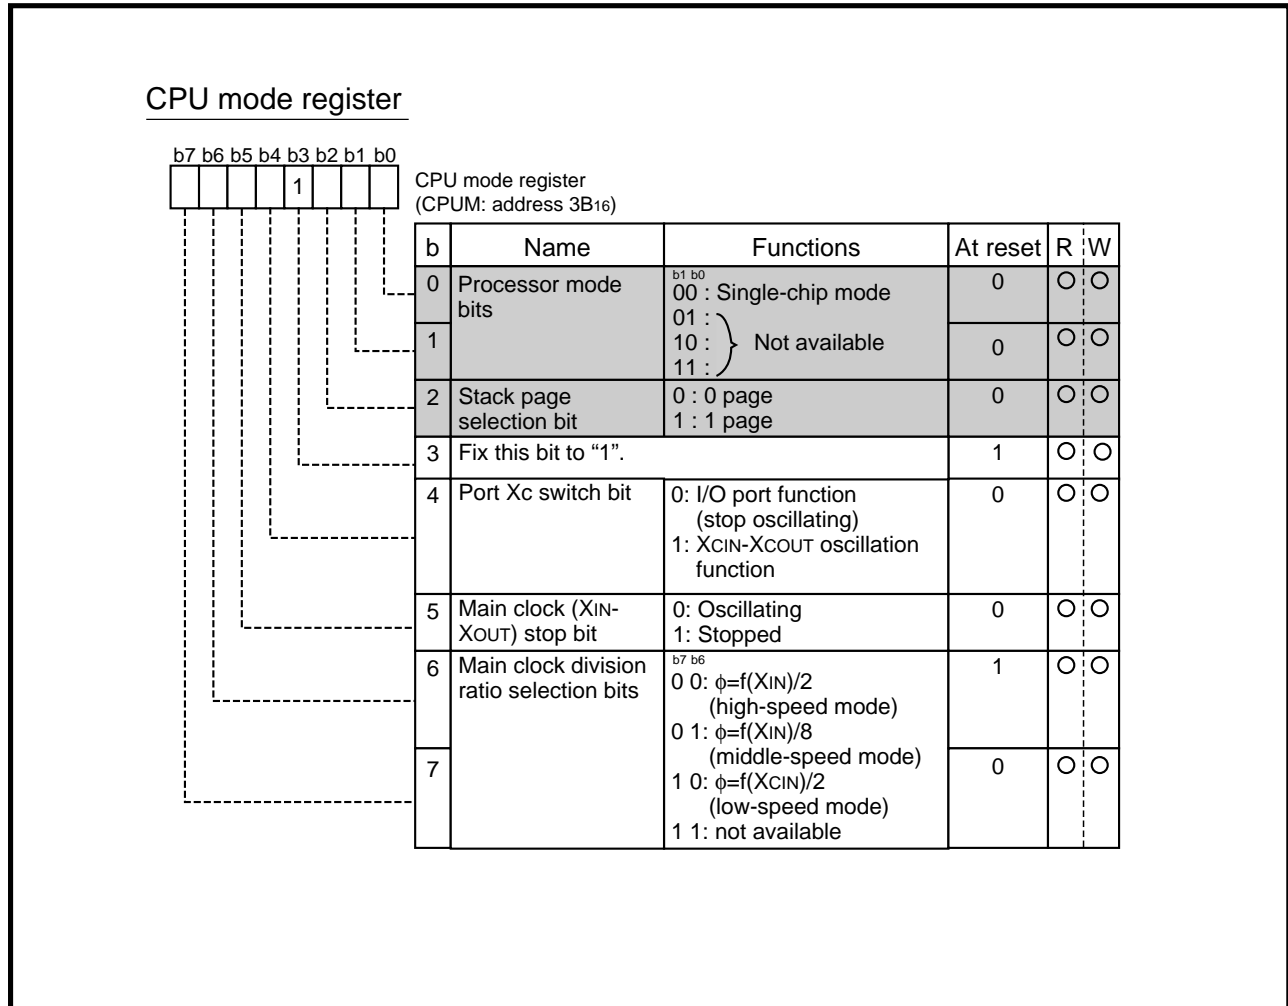 CPU mode register
b7 b6 b5 b4 b3 b2 b1 b0
1
CPU mode register
(CPUM: address 3B16)
b Name Functions At reset R W
0 Processor mode bits
b1 b0
00 : Single-chip mode
01 :
10 : Not available
11 :
0
1 0
2 Stack page selection bit
0 : 0 page
1 : 1 page
0
3 Fix this bit to “1”. 1
4 Port Xc switch bit
0: I/O port function
(stop oscillating)
1: XCIN-XCOUT oscillation
function
0
5 Main clock (XIN-
XOUT) stop bit
0: Oscillating
1: Stopped
0
6 Main clock division
ratio selection bits
b7 b6
0 0: ϕ=f(XIN)/2
(high-speed mode)
0 1: ϕ=f(XIN)/8
(middle-speed mode)
1 0: ϕ=f(XCIN)/2
(low-speed mode)
1 1: not available
1
7 0